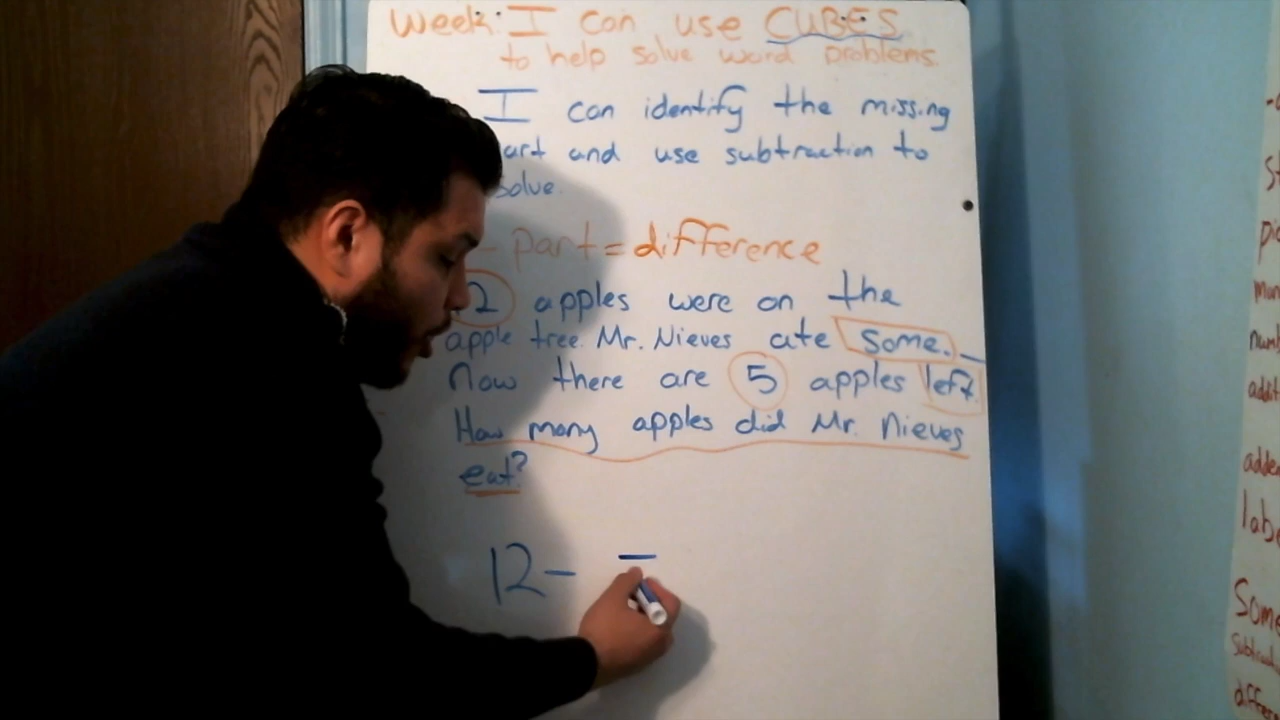 Week: I can use CUBES
to help solve word problems.
I can identify the missing
art and use subtraction to
solve.
- part = difference
2 apples were on the
apple tree. Mr. Nieves ate some.
Now there are 5 apples left.
How many apples did Mr. Nieves
eat?
12 -